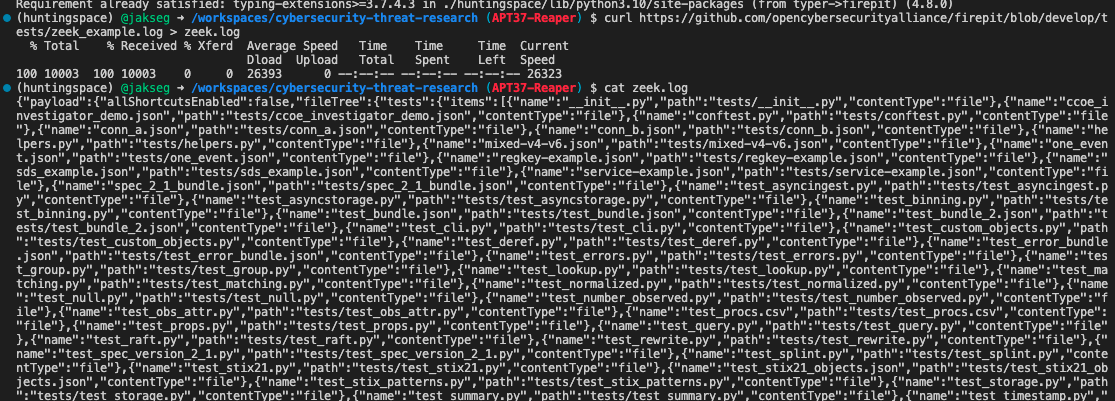 Requirement already satisfied: typing-extensions>=3.7.4.3 in ./huntingspace/lib/python3.10/site-packages (from typer->firepit) (4.8.0)
(huntingspace) @jakseg → /workspaces/cybersecurity-threat-research (APT37-Reaper) $ curl https://github.com/opencybersecurityalliance/firepit/blob/develop/t
ests/zeek_example.log > zeek.log
% Total % Received % Xferd Average Speed Time Time Time Current
Dload Upload Total Spent Left Speed
100 10003 100 10003 0 0 26393 0 --:--:-- --:--:-- --:--:-- 26323
(huntingspace) @jakseg → /workspaces/cybersecurity-threat-research (APT37-Reaper) $ cat zeek.log
{"payload":{"allShortcutsEnabled":false,"fileTree":{"tests":{"items":[{"name":"__init__.py","path":"tests/__init__.py","contentType":"file"},{"name":"ccoe_i
nvestigator_demo.json","path":"tests/ccoe_investigator_demo.json","contentType":"file"},{"name":"conftest.py","path":"tests/conftest.py","contentType":"file
"},{"name":"conn_a.json","path":"tests/conn_a.json","contentType":"file"},{"name":"conn_b.json","path":"tests/conn_b.json","contentType":"file"},{"name":"he
lpers.py","path":"tests/helpers.py","contentType":"file"},{"name":"mixed-v4-v6.json","path":"tests/mixed-v4-v6.json","contentType":"file"},{"name":"one_even
t.json","path":"tests/one_event.json","contentType":"file"},{"name":"regkey-example.json","path":"tests/regkey-example.json","contentType":"file"},{"name":"
sds_example.json","path":"tests/sds_example.json","contentType":"file"},{"name":"service-example.json","path":"tests/service-example.json","contentType":"fi
le"},{"name":"spec_2_1_bundle.json","path":"tests/spec_2_1_bundle.json","contentType":"file"},{"name":"test_asyncingest.py","path":"tests/test_asyncingest.p
y","contentType":"file"},{"name":"test_asyncstorage.py","path":"tests/test_asyncstorage.py","contentType":"file"},{"name":"test_binning.py","path":"tests/te
st_binning.py","contentType":"file"},{"name":"test_bundle.json","path":"tests/test_bundle.json","contentType":"file"},{"name":"test_bundle_2.json","path":"t
ests/test_bundle_2.json","contentType":"file"},{"name":"test_cli.py","path":"tests/test_cli.py","contentType":"file"},{"name":"test_custom_objects.py","path
":"tests/test_custom_objects.py","contentType":"file"},{"name":"test_deref.py","path":"tests/test_deref.py","contentType":"file"},{"name":"test_error_bundle
.json","path":"tests/test_error_bundle.json","contentType":"file"},{"name":"test_errors.py","path":"tests/test_errors.py","contentType":"file"},{"name":"tes
t_group.py","path":"tests/test_group.py","contentType":"file"},{"name":"test_lookup.py","path":"tests/test_lookup.py","contentType":"file"},{"name":"test_ma
tching.py","path":"tests/test_matching.py","contentType":"file"},{"name":"test_normalized.py","path":"tests/test_normalized.py","contentType":"file"},{"name
":"test_null.py","path":"tests/test_null.py","contentType":"file"},{"name":"test_number_observed.py","path":"tests/test_number_observed.py","contentType":"f
ile"},{"name":"test_obs_attr.py","path":"tests/test_obs_attr.py","contentType":"file"},{"name":"test_procs.csv","path":"tests/test_procs.csv","contentType":
"file"},{"name":"test_props.py","path":"tests/test_props.py","contentType":"file"},{"name":"test_query.py","path":"tests/test_query.py","contentType":"file"
},{"name":"test_raft.py","path":"tests/test_raft.py","contentType":"file"},{"name":"test_rewrite.py","path":"tests/test_rewrite.py","contentType":"file"},{"
name":"test_spec_version_2_1.py","path":"tests/test_spec_version_2_1.py","contentType":"file"},{"name":"test_splint.py","path":"tests/test_splint.py","conte
ntType":"file"},{"name":"test_stix21.py","path":"tests/test_stix21.py","contentType":"file"},{"name":"test_stix21_objects.json","path":"tests/test_stix21_ob
jects.json","contentType":"file"},{"name":"test_stix_patterns.py","path":"tests/test_stix_patterns.py","contentType":"file"},{"name":"test_storage.py","path
":"tests/test_storage.py","contentType":"file"},{"name":"test_summary.py","path":"tests/test_summary.py","contentType":"file"},{"name":"test_timestamp.py","